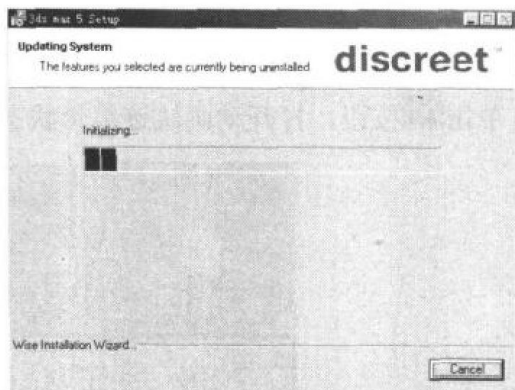 3ds max 5 Setup
Updating System
The features you selected are currently being uninstalled
discreet™
Initializing...
Wise Installation Wizard...
Cancel